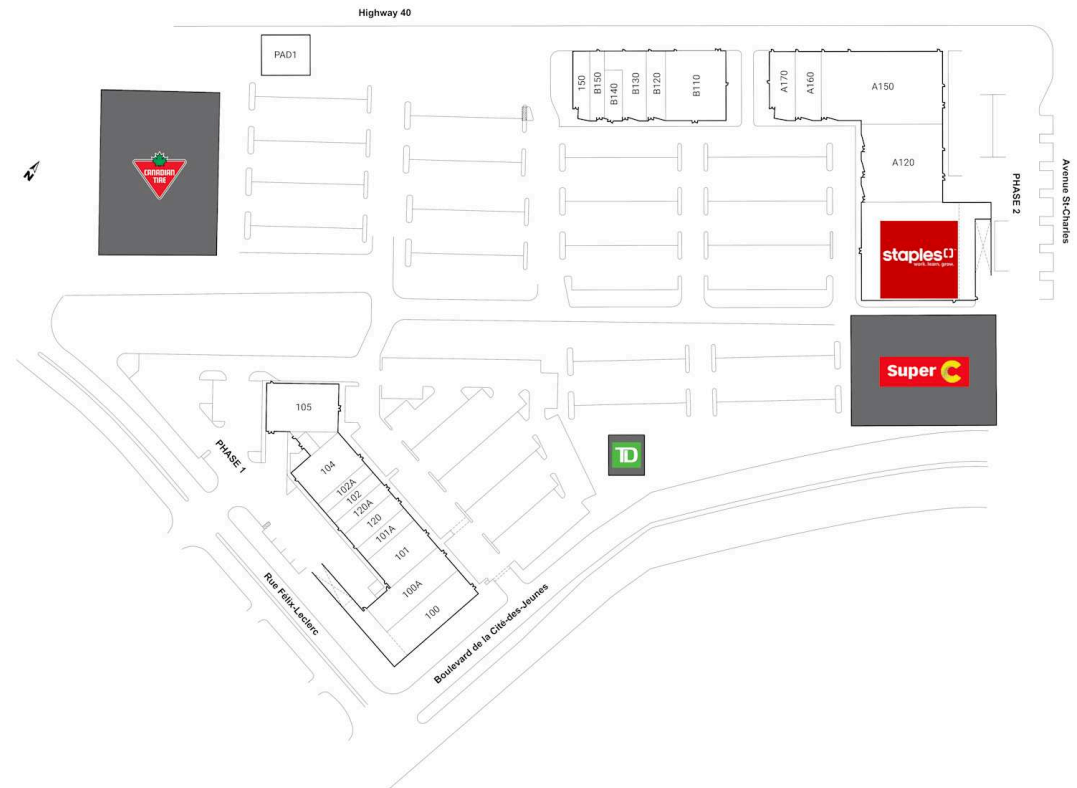 Highway 40
PAD1
150
B150
B140
B130
B120
B110
A170
A160
A150
A120
CANADIAN
TIRE
N
PHASE 2
Avenue St-Charles
staples
work. learn. grow.
Super C
105
PHASE 1
104
102A
102
120A
120
101A
101
100A
100
TD
Rue Félix-Leclerc
Boulevard de la Cité-des-Jeunes